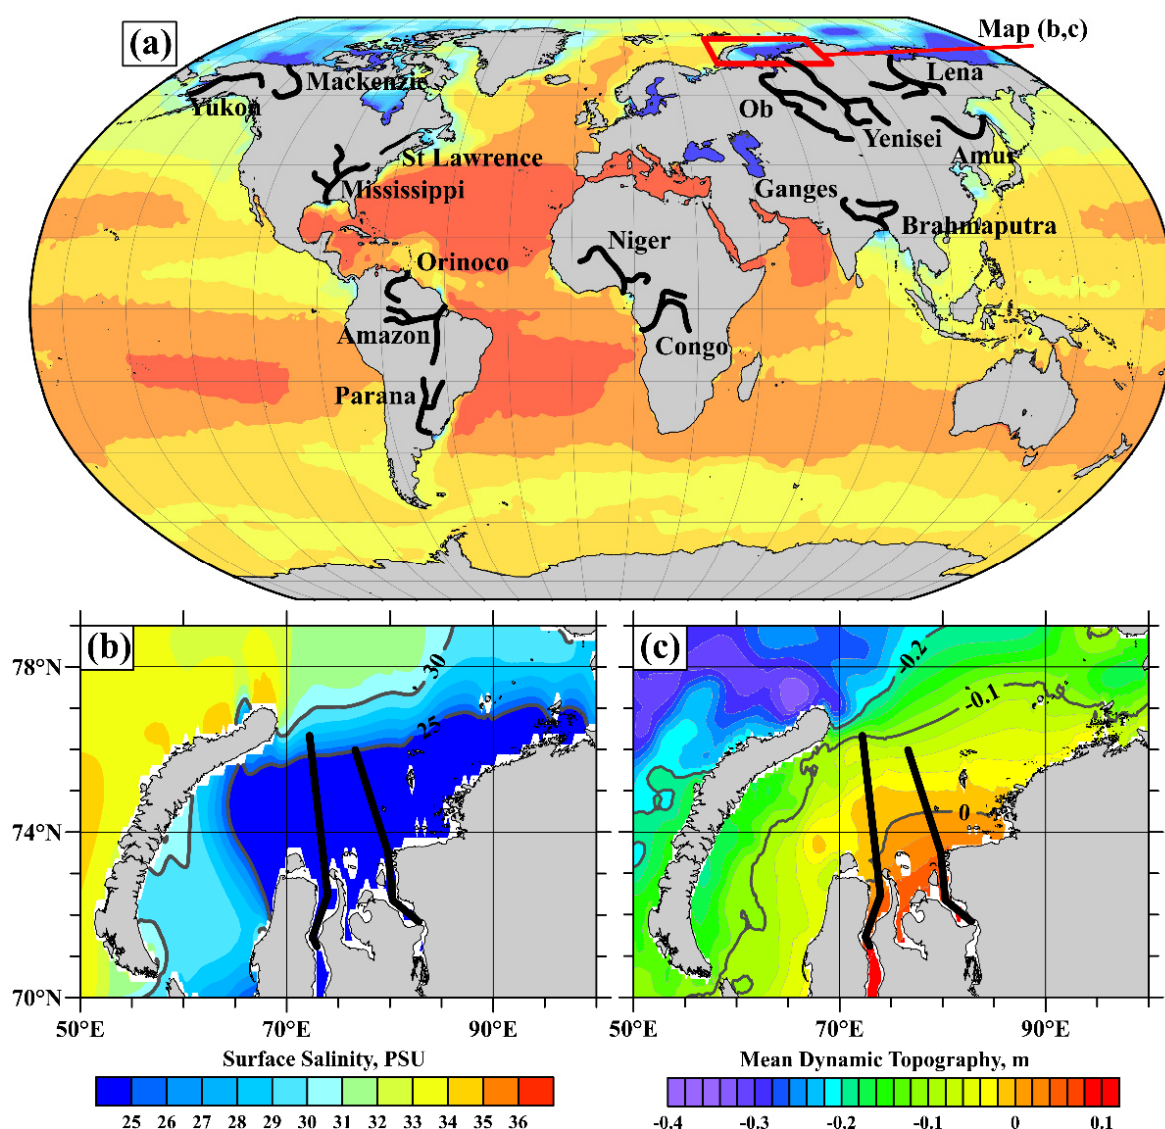 (a)
Map (b,c)
Mackenzie
Yukon
Lena
Ob
Yenisei
St Lawrence
Amur
Mississippi
Ganges
Brahmaputra
Niger
Orinoco
Amazon
Congo
Parana
(b)
30
25
78°N
74°N
70°N
50°E 70°E 90°E
Surface Salinity, PSU
25 26 27 28 29 30 31 32 33 34 35 36
(c)
-0.2
-0.1
0
78°N
74°N
70°N
50°E 70°E 90°E
Mean Dynamic Topography, m
-0.4 -0.3 -0.2 -0.1 0 0.1